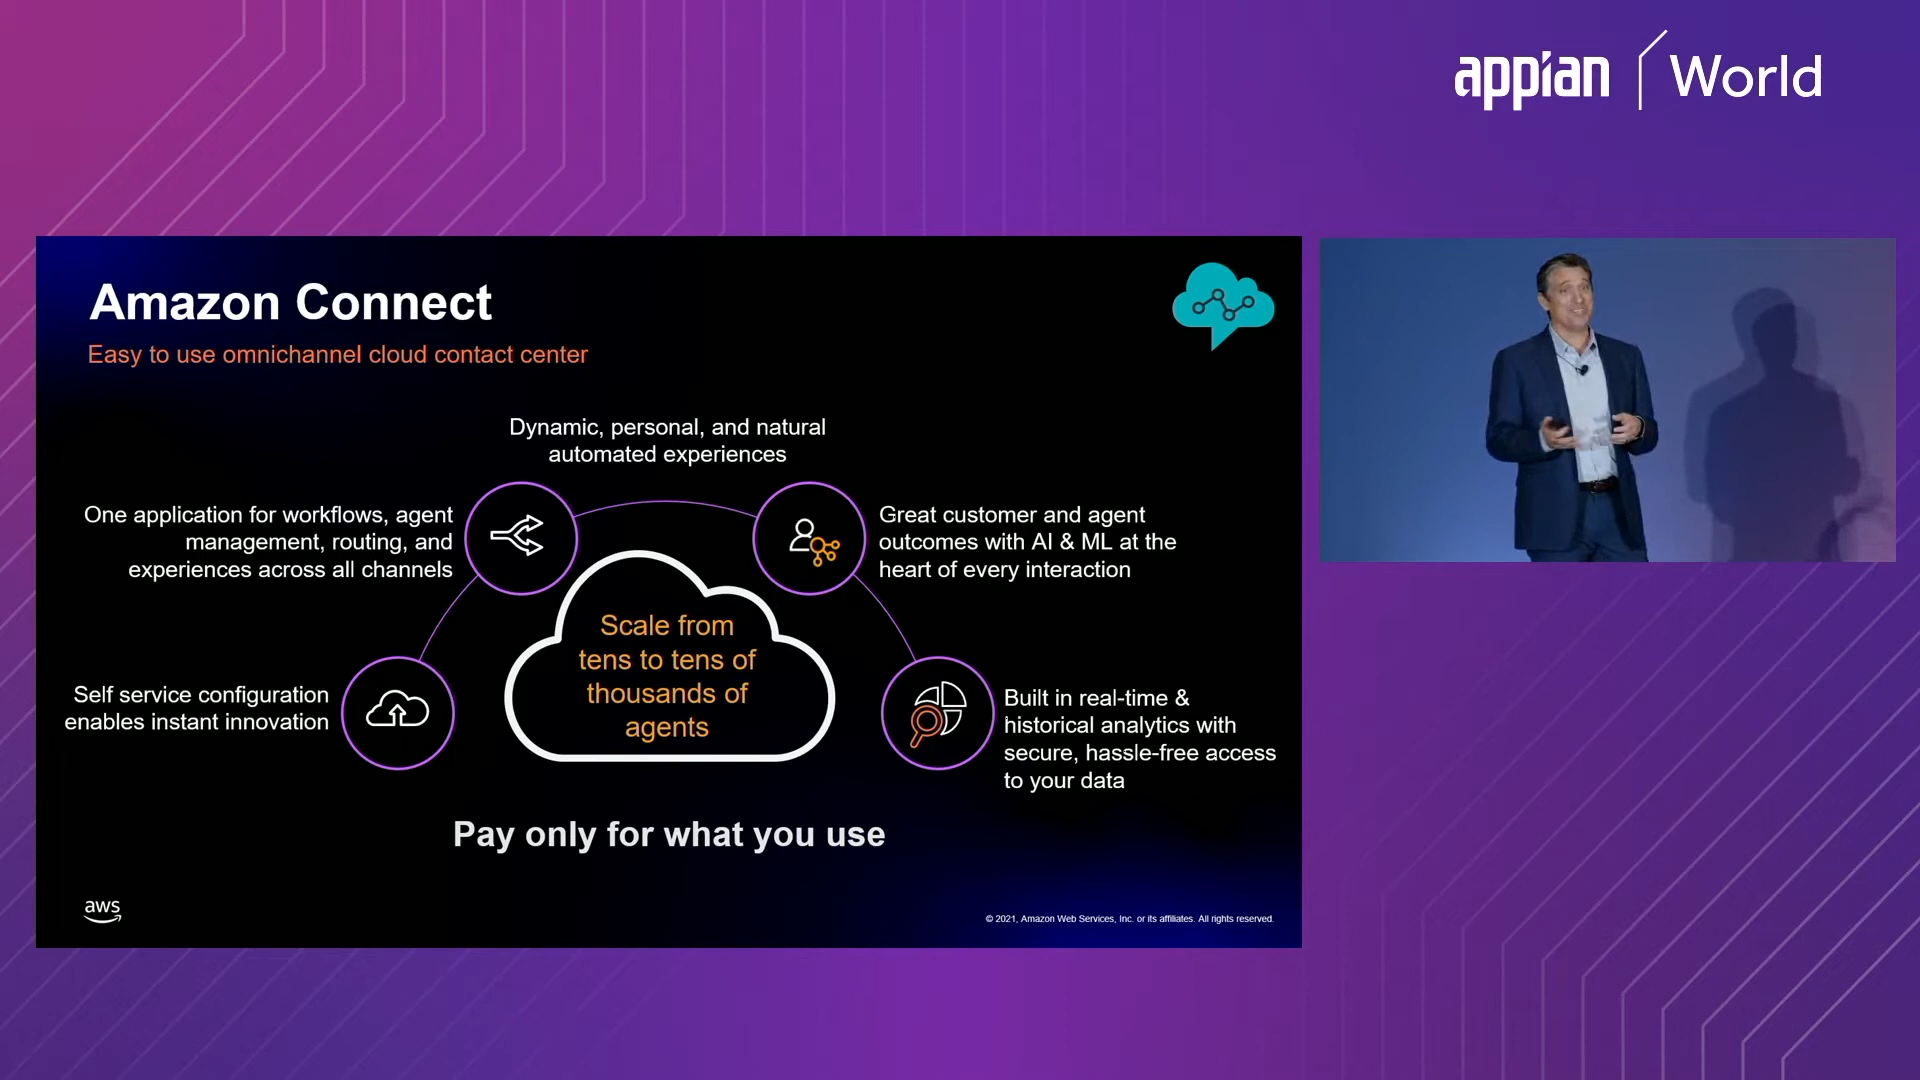 appian World
Amazon Connect
Easy to use omnichannel cloud contact center
Dynamic, personal, and natural
automated experiences
One application for workflows, agent
management, routing, and
experiences across all channels
Great customer and agent
outcomes with AI & ML at the
heart of every interaction
Scale from
tens to tens of
thousands of
agents
Self service configuration
enables instant innovation
Built in real-time &
historical analytics with
secure, hassle-free access
to your data
Pay only for what you use
aws
© 2021, Amazon Web Services, Inc. or its affiliates. All rights reserved.